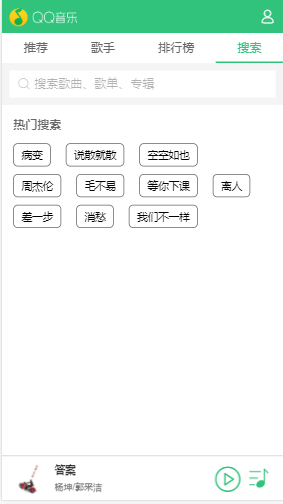 QQ音乐
推荐 歌手 排行榜 搜索
搜索歌曲、歌单、专辑
热门搜索
病变 说散就散 空空如也
周杰伦 毛不易 等你下课 离人
差一步 消愁 我们不一样
答案
杨坤/郭采洁